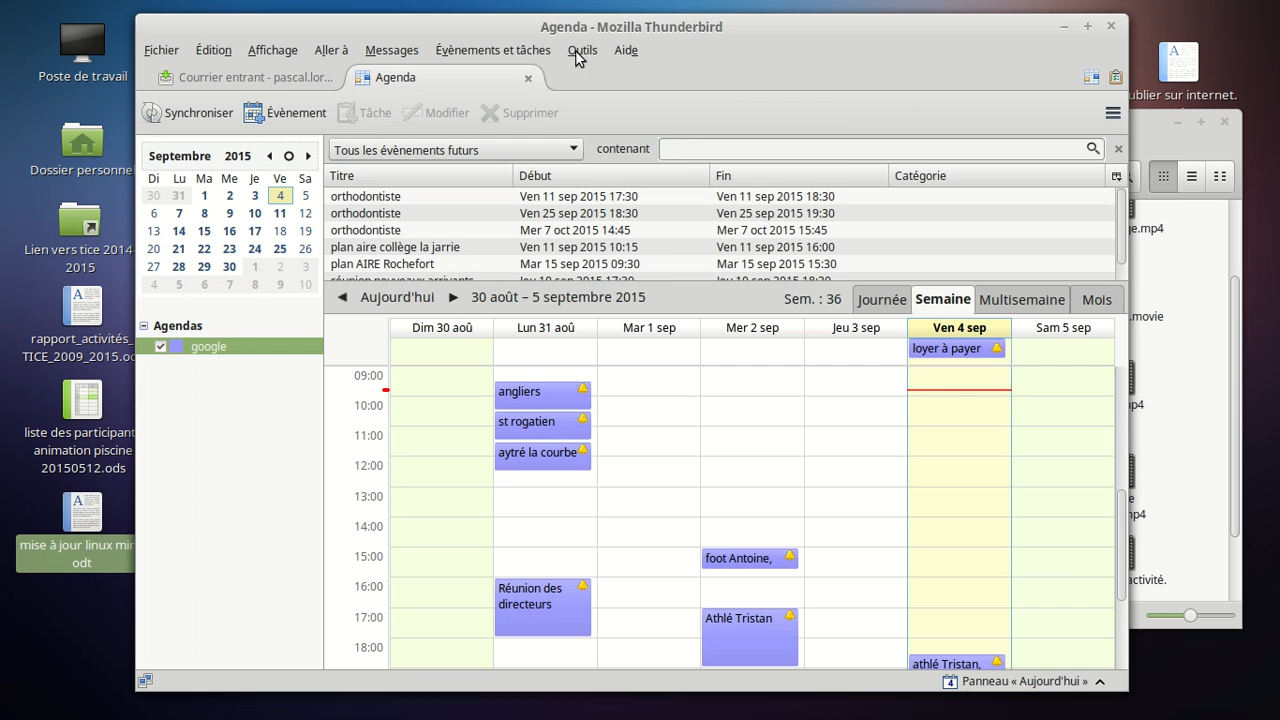 Agenda - Mozilla Thunderbird
Fichier Édition Affichage Aller à Messages Évènements et tâches Outils Aide
Courrier entrant - pascal.lor... Agenda
Synchroniser Évènement Tâche Modifier Supprimer
Septembre 2015
Di Lu Ma Me Je Ve Sa
30 31 1 2 3 4 5
6 7 8 9 10 11 12
13 14 15 16 17 18 19
20 21 22 23 24 25 26
27 28 29 30 1 2 3
4 5 6 7 8 9 10
Agendas
google
Tous les évènements futurs contenant
Titre Début Fin Catégorie
orthodontiste Ven 11 sep 2015 17:30 Ven 11 sep 2015 18:30
orthodontiste Ven 25 sep 2015 18:30 Ven 25 sep 2015 19:30
orthodontiste Mer 7 oct 2015 14:45 Mer 7 oct 2015 15:45
plan aire collège la jarrie Ven 11 sep 2015 10:15 Ven 11 sep 2015 16:00
plan AIRE Rochefort Mar 15 sep 2015 09:30 Mar 15 sep 2015 15:30
Aujourd'hui 30 août – 5 septembre 2015 Sem. : 36 Journée Semaine Multisemaine Mois
Dim 30 aoû Lun 31 aoû Mar 1 sep Mer 2 sep Jeu 3 sep Ven 4 sep Sam 5 sep
loyer à payer
09:00
angliers
10:00
st rogatien
11:00
aytré la courbe
12:00
13:00
14:00
15:00
foot Antoine,
16:00
Réunion des
directeurs
17:00
Athlé Tristan
18:00
athlé Tristan,
4 Panneau « Aujourd'hui »
Poste de travail
Dossier personnel
Lien vers tice 2014-
2015
rapport_activités_
TICE_2009_2015.od
liste des participant
animation piscine
20150512.ods
mise à jour linux min
odt
ublier sur internet.
ge.mp4
.movie
mp4
e
mp4
activité.